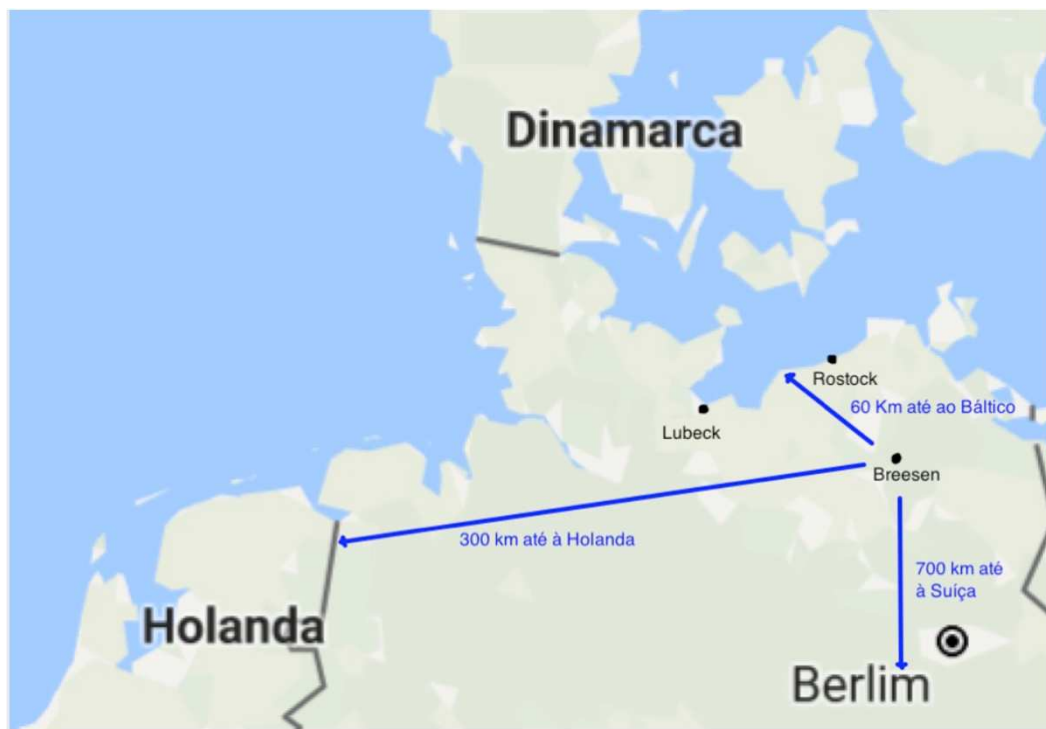 Dinamarca
Rostock
60 Km até ao Báltico
Lubeck
Breesen
300 km até à Holanda
700 km até
à Suíça
Holanda
Berlim